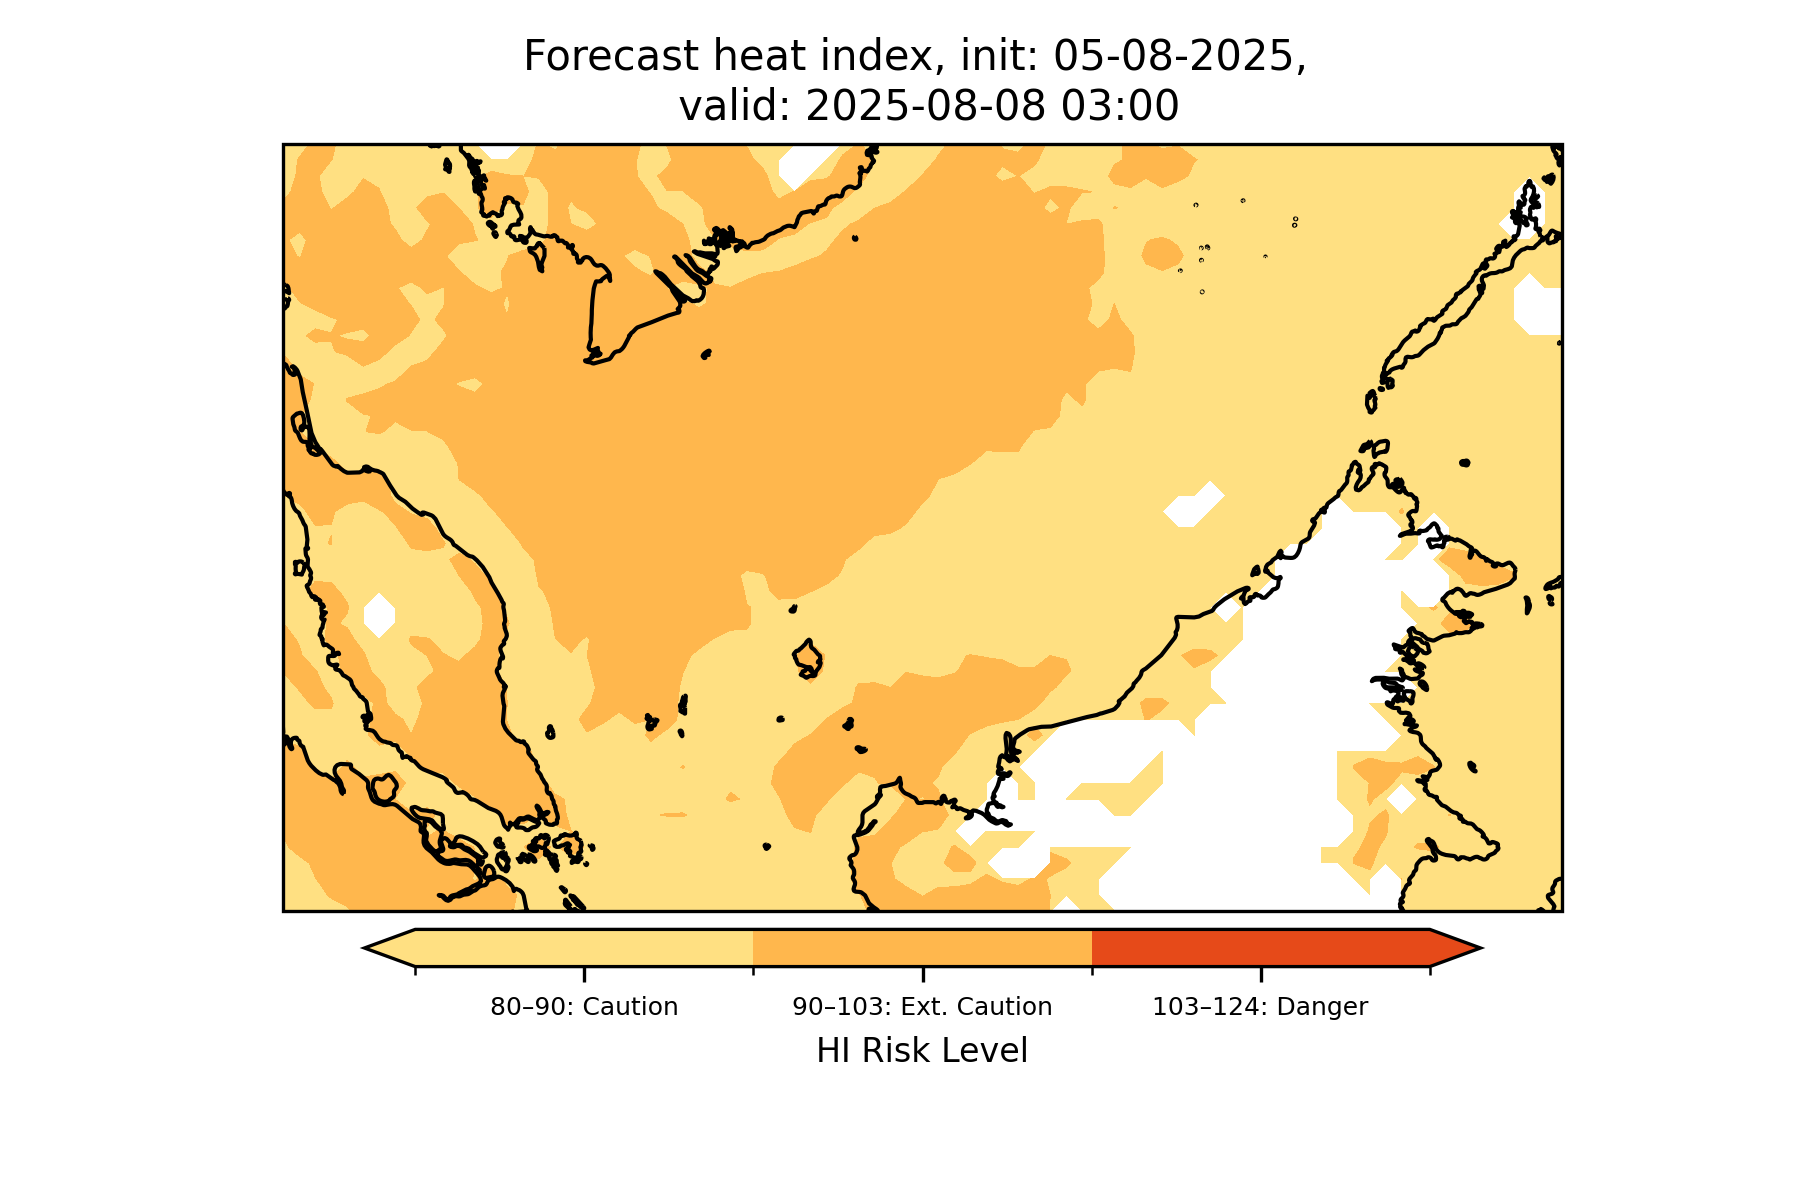 Forecast heat index, init: 05-08-2025,
valid: 2025-08-08 03:00
80–90: Caution
90–103: Ext. Caution
103–124: Danger
HI Risk Level